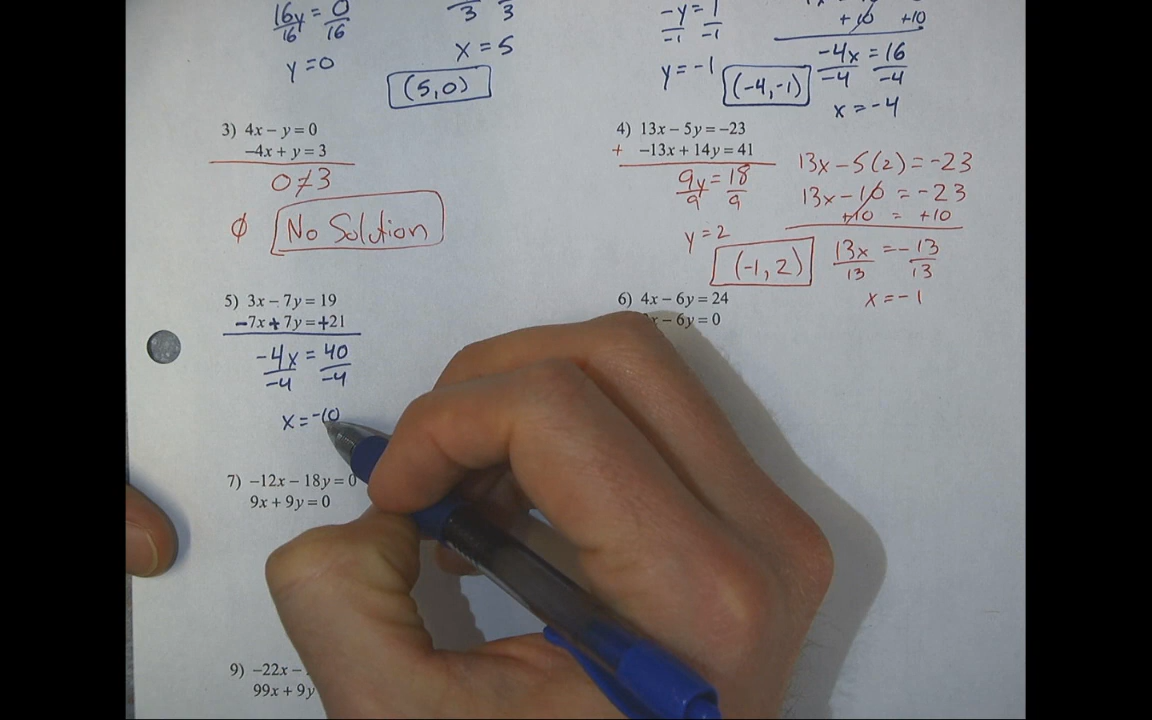 16y = 0
16 16
y = 0
3 3
x = 5
(5,0)
-y = 1
-1 -1
y = -1
(-4,-1)
+10 +10
-4x = 16
-4 -4
x = -4
3) 4x − y = 0
−4x + y = 3
0 ≠ 3
∅ No Solution
4) 13x − 5y = −23
+ −13x + 14y = 41
9y = 18
9 9
y = 2
(-1, 2)
13x - 5(2) = -23
13x - 10 = -23
+10 = +10
13x = -13
13 13
x = -1
5) 3x − 7y = 19
-7x + 7y = +21
-4x = 40
-4 -4
x = -10
6) 4x − 6y = 24
x − 6y = 0
7) −12x − 18y = 0
9x + 9y = 0
9) −22x −
99x + 9y